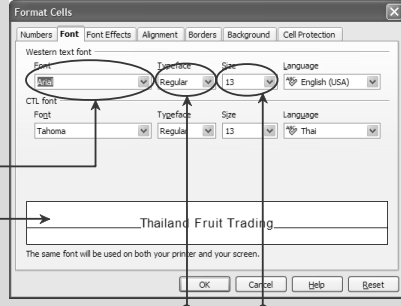 Format Cells
Numbers Font Font Effects Alignment Borders Background Cell Protection
Western text font
Font Typeface Size Language
Arial Regular 13 English (USA)
CTL font
Font Typeface Size Language
Tahoma Regular 13 Thai
Thailand Fruit Trading
The same font will be used on both your printer and your screen.
OK Cancel Help Reset